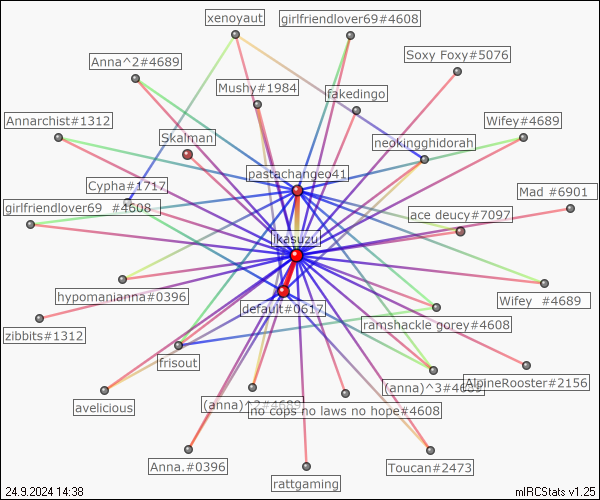 xenoyaut
girlfriendlover69#4608
Anna^2#4689
Soxy Foxy#5076
Mushy#1984
fakedingo
Annarchist#1312
Wifey#4689
Skalman
neokingghidorah
pastachangeo41
Cypha#1717
Mad #6901
girlfriendlover69 #4608
ace deucy#7097
ikasuzu
hypomanianna#0396
Wifey #4689
default#0617
zibbits#1312
ramshackle gorey#4608
frisout
(anna)^3#4689
AlpineRooster#2156
avelicious
(anna)^2#4689
no cops no laws no hope#4608
Anna.#0396
Toucan#2473
rattgaming
24.9.2024 14:38
mIRCStats v1.25